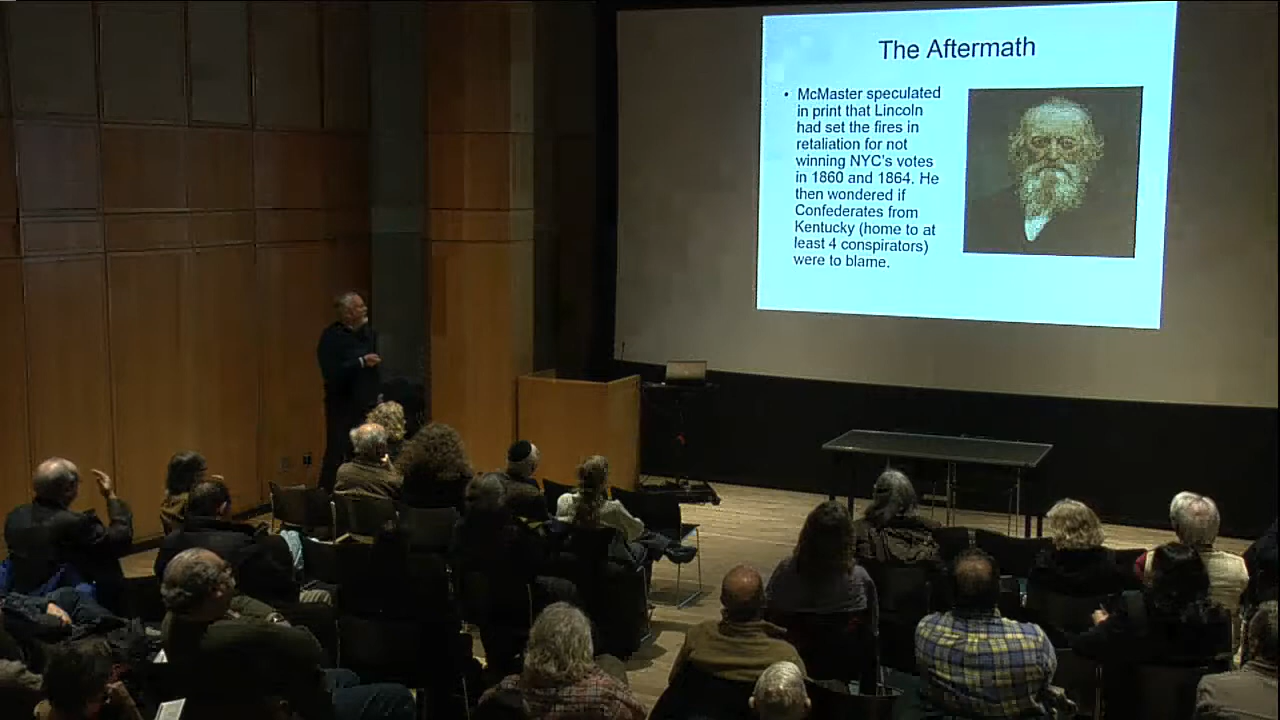 The Aftermath
• McMaster speculated
in print that Lincoln
had set the fires in
retaliation for not
winning NYC's votes
in 1860 and 1864. He
then wondered if
Confederates from
Kentucky (home to at
least 4 conspirators)
were to blame.